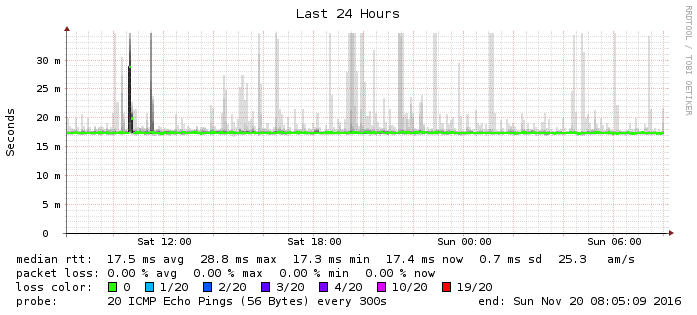 Last 24 Hours
RRDTOOL / TOBI OETIKER
Seconds
30 m
25 m
20 m
15 m
10 m
5 m
0
Sat 12:00 Sat 18:00 Sun 00:00 Sun 06:00
median rtt: 17.5 ms avg 28.8 ms max 17.3 ms min 17.4 ms now 0.7 ms sd 25.3 am/s
packet loss: 0.00 % avg 0.00 % max 0.00 % min 0.00 % now
loss color: 0 1/20 2/20 3/20 4/20 10/20 19/20
probe: 20 ICMP Echo Pings (56 Bytes) every 300s end: Sun Nov 20 08:05:09 2016